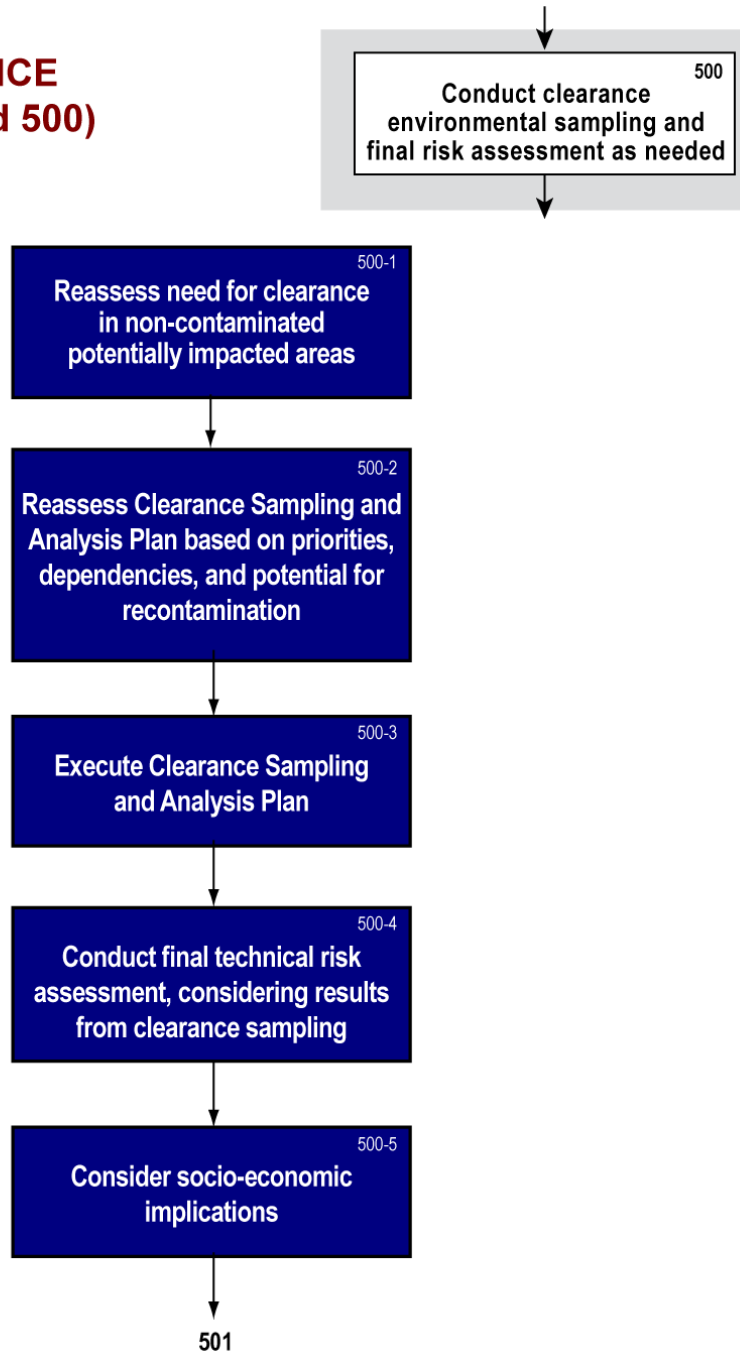 NCE
d 500)
500
Conduct clearance
environmental sampling and
final risk assessment as needed
500-1
Reassess need for clearance
in non-contaminated
potentially impacted areas
500-2
Reassess Clearance Sampling and
Analysis Plan based on priorities,
dependencies, and potential for
recontamination
500-3
Execute Clearance Sampling
and Analysis Plan
500-4
Conduct final technical risk
assessment, considering results
from clearance sampling
500-5
Consider socio-economic
implications
501